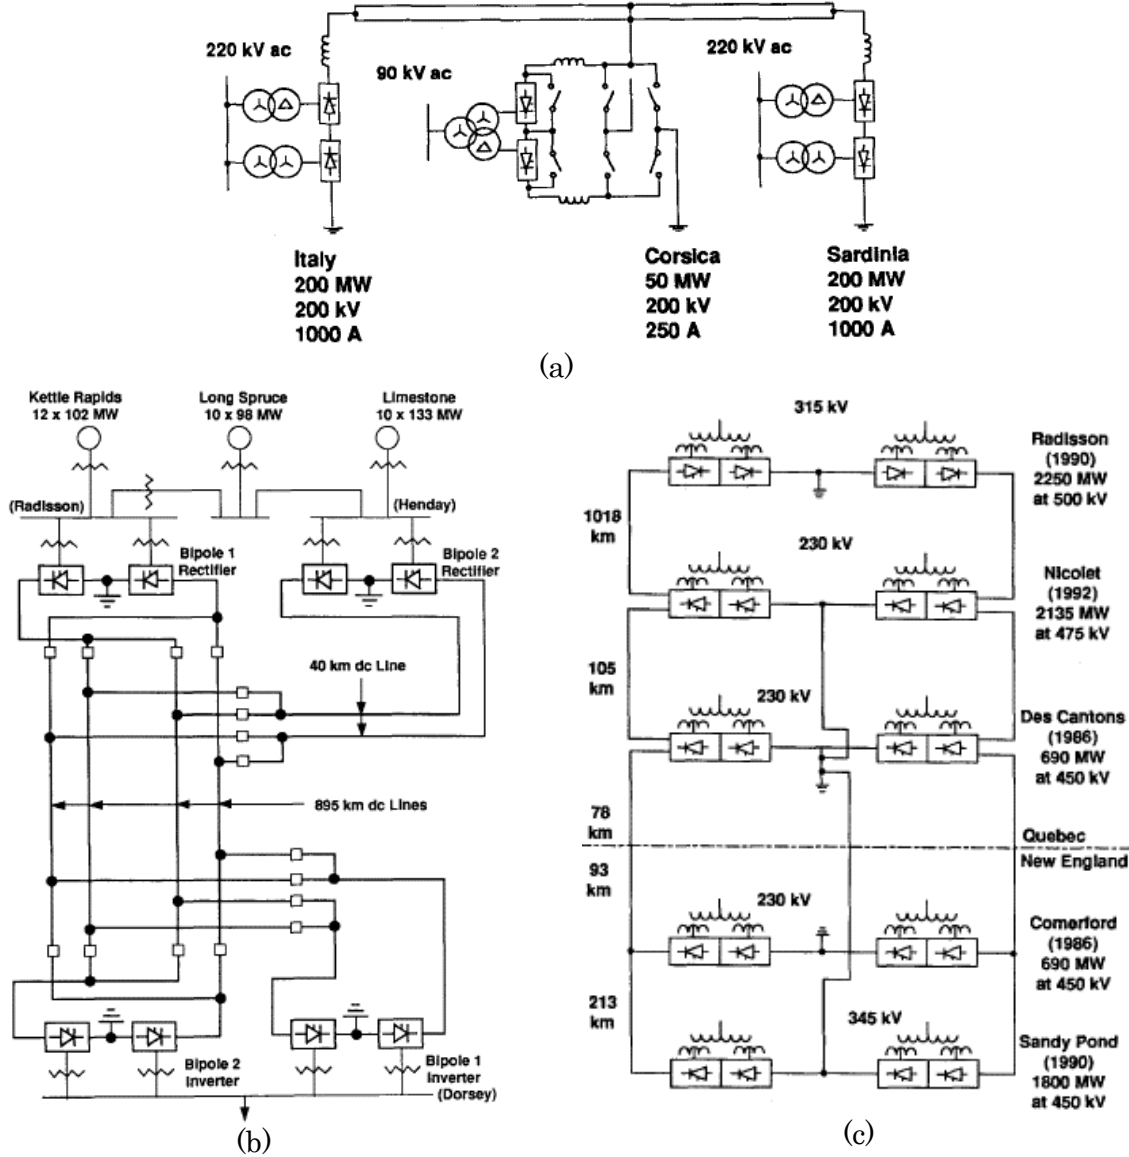 220 kV ac
90 kV ac
220 kV ac
Italy
200 MW
200 kV
1000 A
Corsica
50 MW
200 kV
250 A
Sardinia
200 MW
200 kV
1000 A
(a)
Kettle Rapids
12 x 102 MW
Long Spruce
10 x 98 MW
Limestone
10 x 133 MW
(Radisson)
(Henday)
Bipole 1
Rectifier
Bipole 2
Rectifier
40 km dc Line
895 km dc Lines
Bipole 2
Inverter
Bipole 1
Inverter
(Dorsey)
(b)
315 kV
Radisson
(1990)
2250 MW
at 500 kV
1018
km
230 kV
Nicolet
(1992)
2135 MW
at 475 kV
105
km
230 kV
Des Cantons
(1986)
690 MW
at 450 kV
78
km
Quebec
New England
93
km
230 kV
Comerford
(1986)
690 MW
at 450 kV
213
km
345 kV
Sandy Pond
(1990)
1800 MW
at 450 kV
(c)